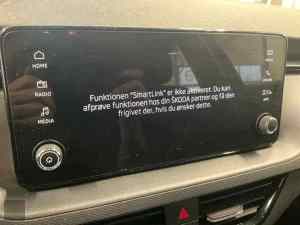 HOME
RADIO
MEDIA
Funktionen "SmartLink" er ikke aktiveret. Du kan
afprøve funktionen hos din ŠKODA partner og få den
frigivet der, hvis du ønsker dette.